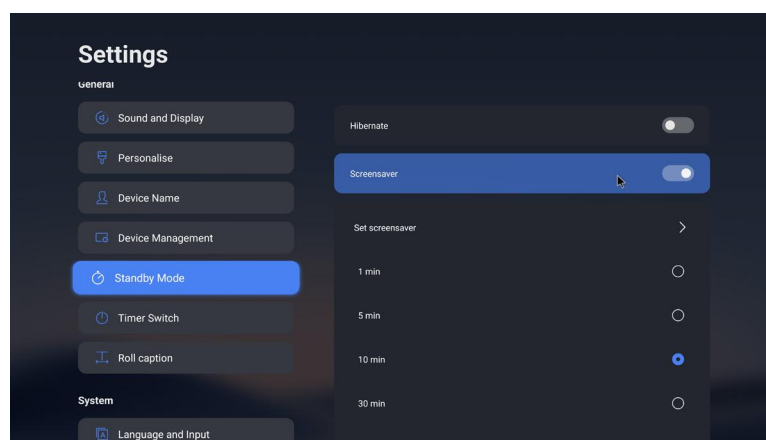 Settings
General
Sound and Display
Personalise
Device Name
Device Management
Standby Mode
Timer Switch
Roll caption
System
Language and Input
Hibernate
Screensaver
Set screensaver
1 min
5 min
10 min
30 min